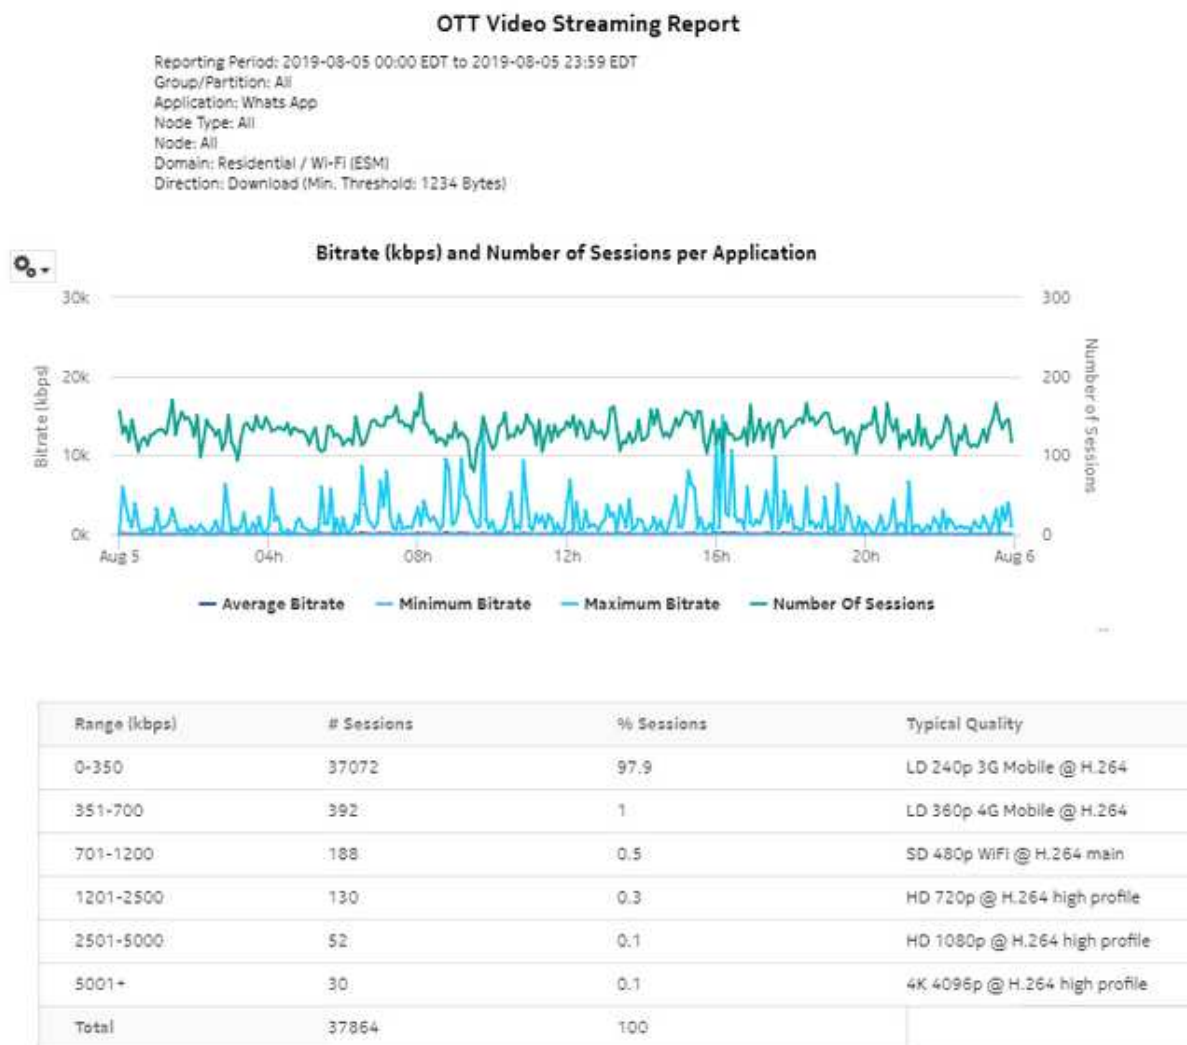 OTT Video Streaming Report
Reporting Period: 2019-08-05 00:00 EDT to 2019-08-05 23:59 EDT
Group/Partition: All
Application: Whats App
Node Type: All
Node: All
Domain: Residential / Wi-Fi (ESM)
Direction: Download (Min. Threshold: 1234 Bytes)
Bitrate (kbps) and Number of Sessions per Application
30k 300
20k 200
10k 100
0k 0
Bitrate (kbps)
Number of Sessions
Aug 5 04h 08h 12h 16h 20h Aug 6
Average Bitrate Minimum Bitrate Maximum Bitrate Number Of Sessions
Range (kbps) # Sessions % Sessions Typical Quality
0-350 37072 97.9 LD 240p 3G Mobile @ H.264
351-700 392 1 LD 360p 4G Mobile @ H.264
701-1200 188 0.5 SD 480p WiFi @ H.264 main
1201-2500 130 0.3 HD 720p @ H.264 high profile
2501-5000 52 0.1 HD 1080p @ H.264 high profile
5001+ 30 0.1 4K 4096p @ H.264 high profile
Total 37864 100